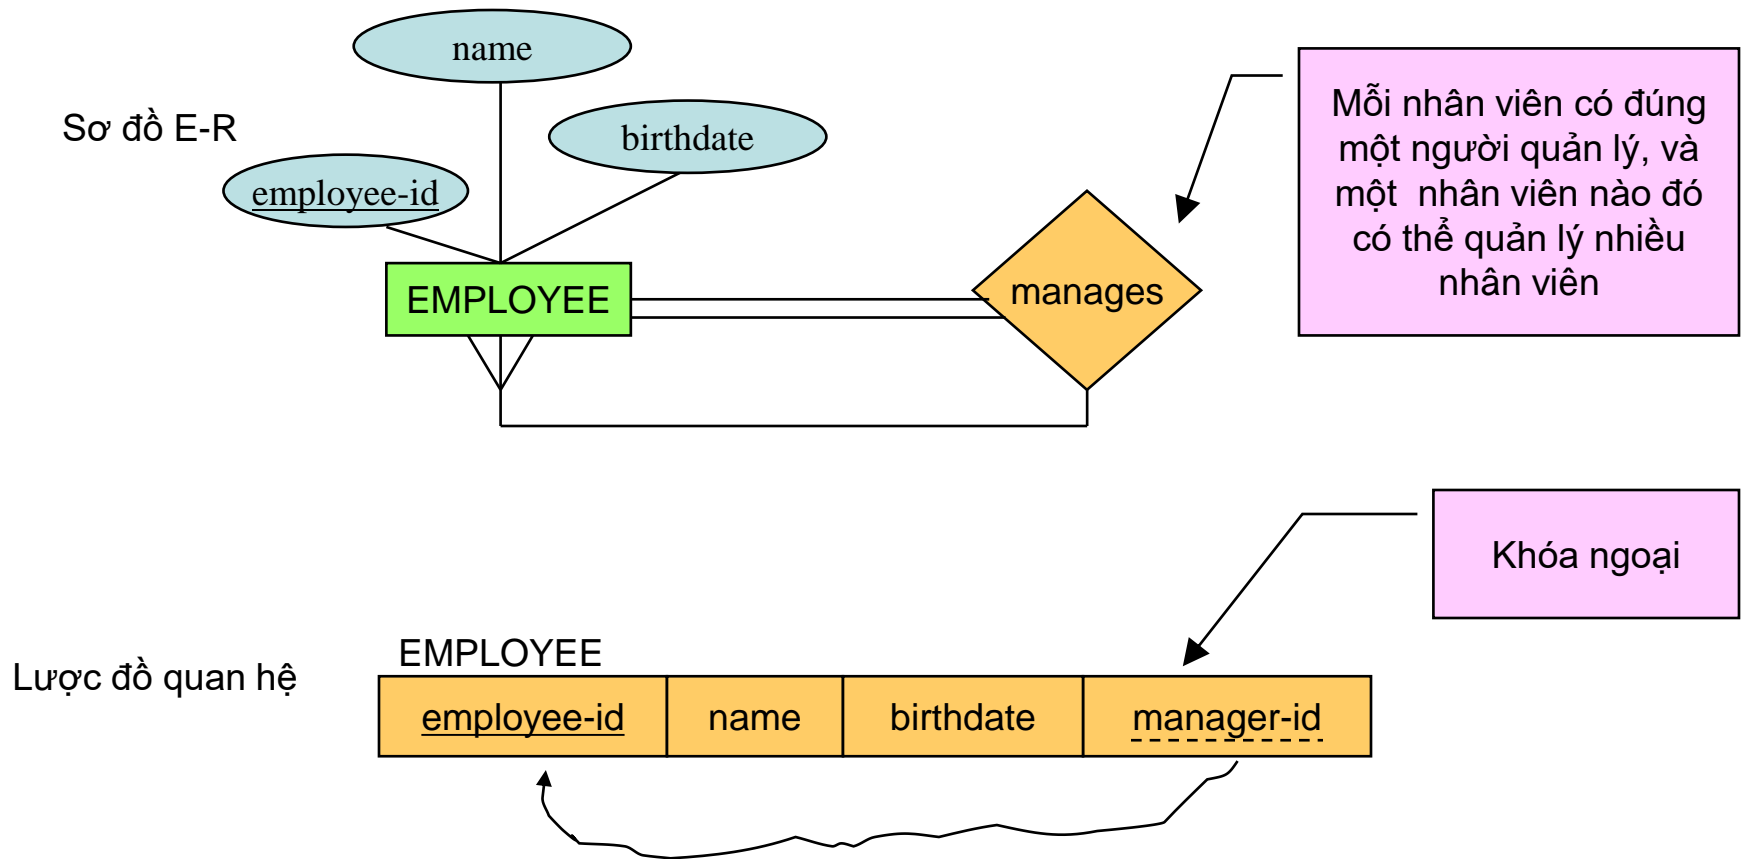 name
Sơ đồ E-R
birthdate
employee-id
EMPLOYEE
manages
Mỗi nhân viên có đúng
một người quản lý, và
một nhân viên nào đó
có thể quản lý nhiều
nhân viên
Khóa ngoại
Lược đồ quan hệ
EMPLOYEE
employee-id name birthdate manager-id